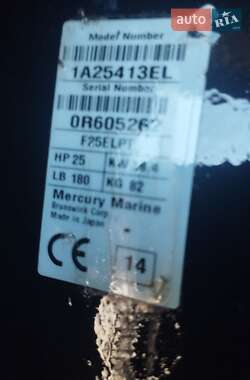 auto RIA
.com
Model Number
1A25413EL
Serial Number
F25ELPT
HP 25
LB 180 KG 82
Mercury Marine
Brunswick Corp.
Made in Japan
CE 14